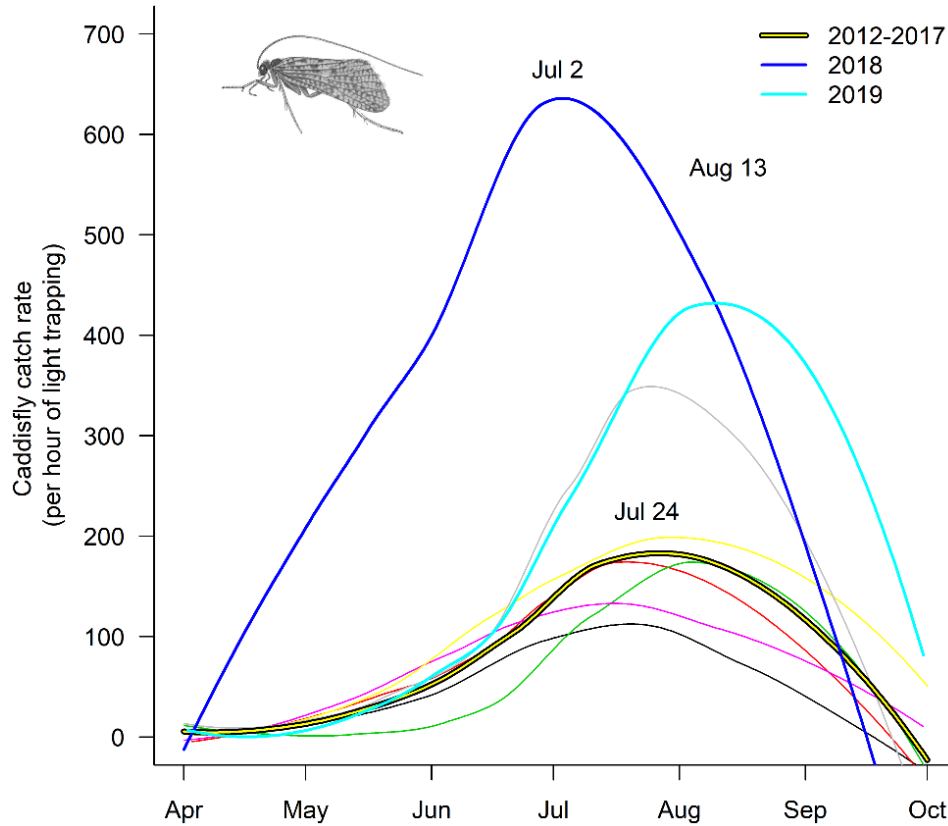 700
600
500
400
300
200
100
0
Caddisfly catch rate
(per hour of light trapping)
2012-2017
2018
2019
Jul 2
Aug 13
Jul 24
Apr May Jun Jul Aug Sep Oct